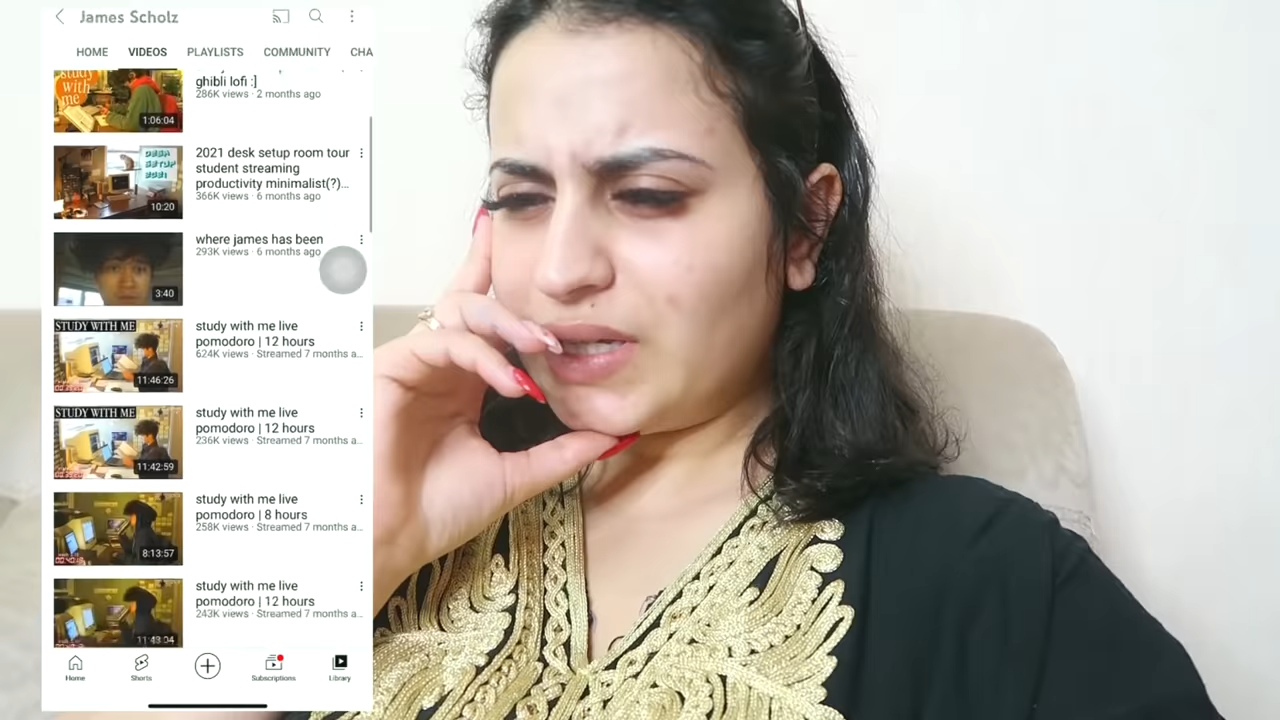 James Scholz
HOME VIDEOS PLAYLISTS COMMUNITY CHA
study
with
me
1:06:04
ghibli lofi :]
286K views · 2 months ago
DESK
SETUP
2021
10:20
2021 desk setup room tour
student streaming
productivity minimalist(?)...
366K views · 6 months ago
3:40
where james has been
293K views · 6 months ago
STUDY WITH ME
11:46:26
study with me live
pomodoro | 12 hours
624K views · Streamed 7 months a...
STUDY WITH ME
11:42:59
study with me live
pomodoro | 12 hours
236K views · Streamed 7 months a...
8:13:57
study with me live
pomodoro | 8 hours
258K views · Streamed 7 months a...
11:43:04
study with me live
pomodoro | 12 hours
243K views · Streamed 7 months a...
Home Shorts Subscriptions Library